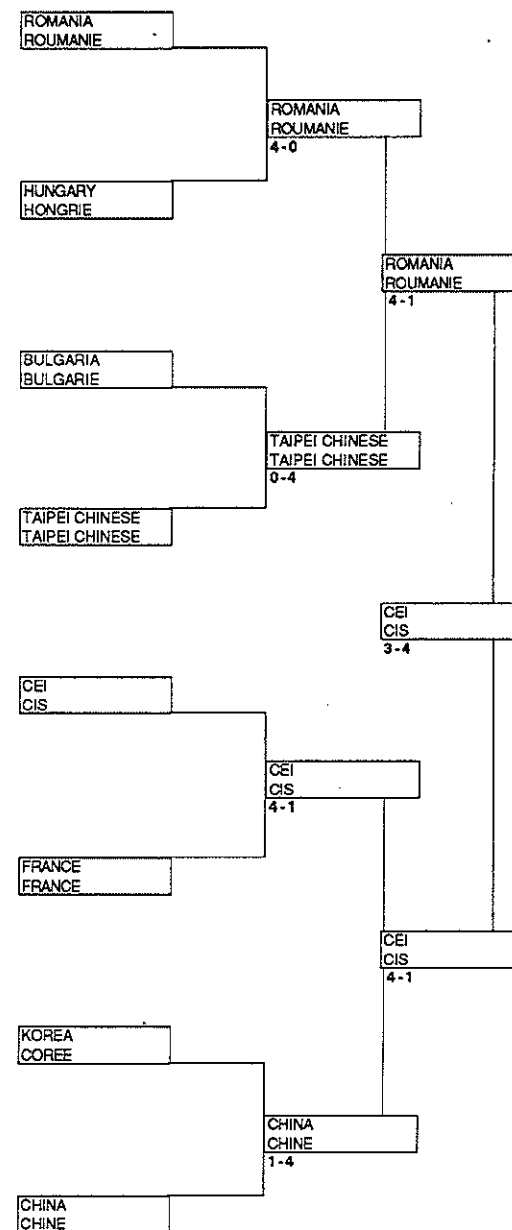 ROMANIA
ROUMANIE
ROMANIA
ROUMANIE
4-0
HUNGARY
HONGRIE
ROMANIA
ROUMANIE
4-1
BULGARIA
BULGARIE
TAIPEI CHINESE
TAIPEI CHINESE
0-4
TAIPEI CHINESE
TAIPEI CHINESE
CEI
CIS
3-4
CEI
CIS
CEI
CIS
4-1
FRANCE
FRANCE
CEI
CIS
4-1
KOREA
COREE
CHINA
CHINE
1-4
CHINA
CHINE